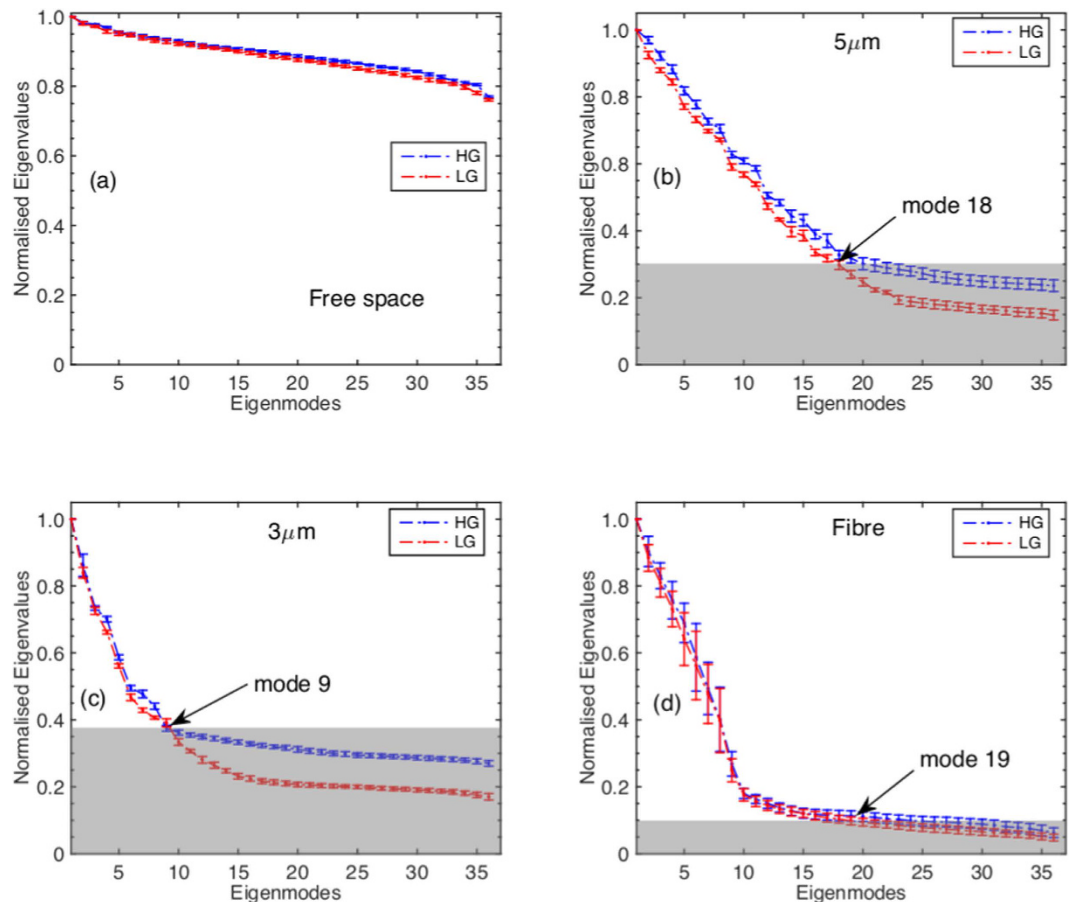 1.0
0.8
0.6
0.4
0.2
0
Normalised Eigenvalues
HG
LG
(a)
Free space
5 10 15 20 25 30 35
Eigenmodes
1.0
0.8
0.6
0.4
0.2
0
Normalised Eigenvalues
5μm
HG
LG
(b)
mode 18
5 10 15 20 25 30 35
Eigenmodes
1.0
0.8
0.6
0.4
0.2
0
Normalised Eigenvalues
3μm
HG
LG
(c)
mode 9
5 10 15 20 25 30 35
Eigenmodes
1.0
0.8
0.6
0.4
0.2
0
Normalised Eigenvalues
Fibre
HG
LG
(d)
mode 19
5 10 15 20 25 30 35
Eigenmodes